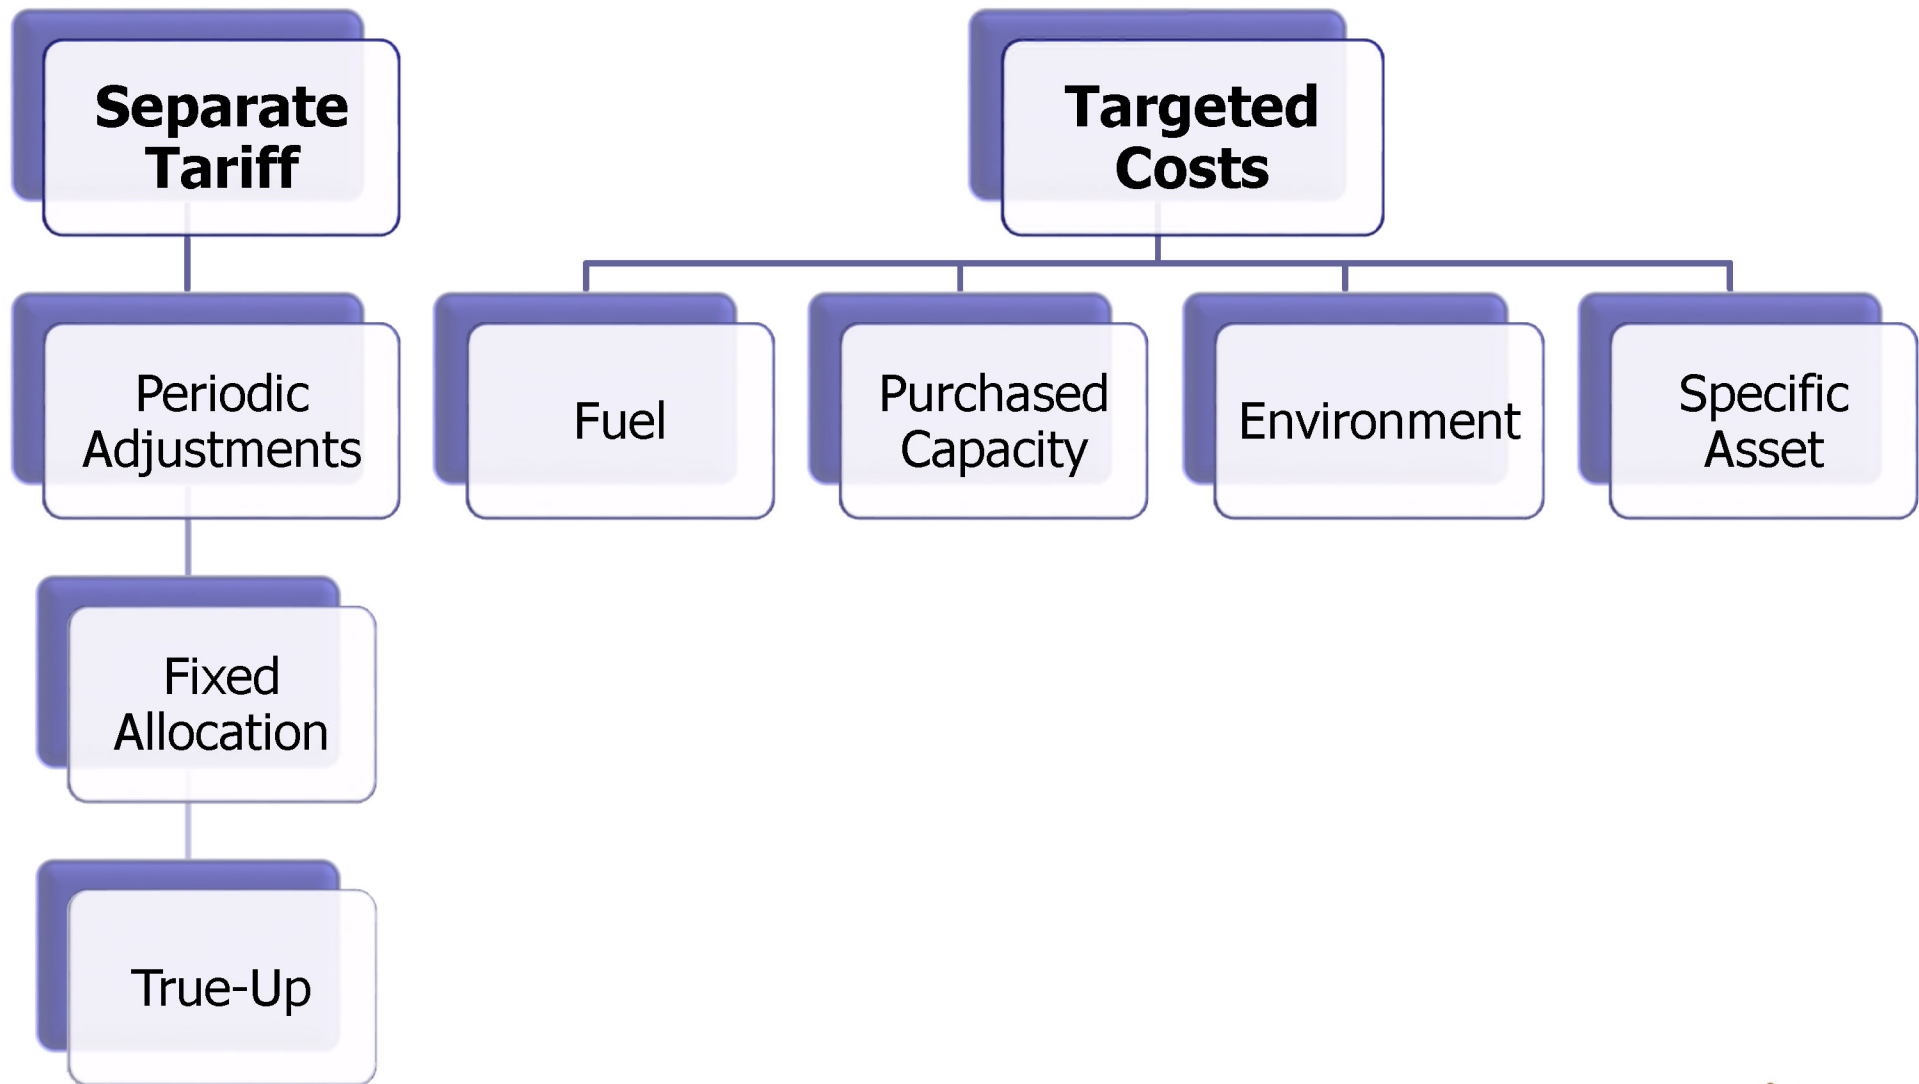 Separate
Tariff
Targeted
Costs
Periodic
Adjustments
Fuel
Purchased
Capacity
Environment
Specific
Asset
Fixed
Allocation
True-Up